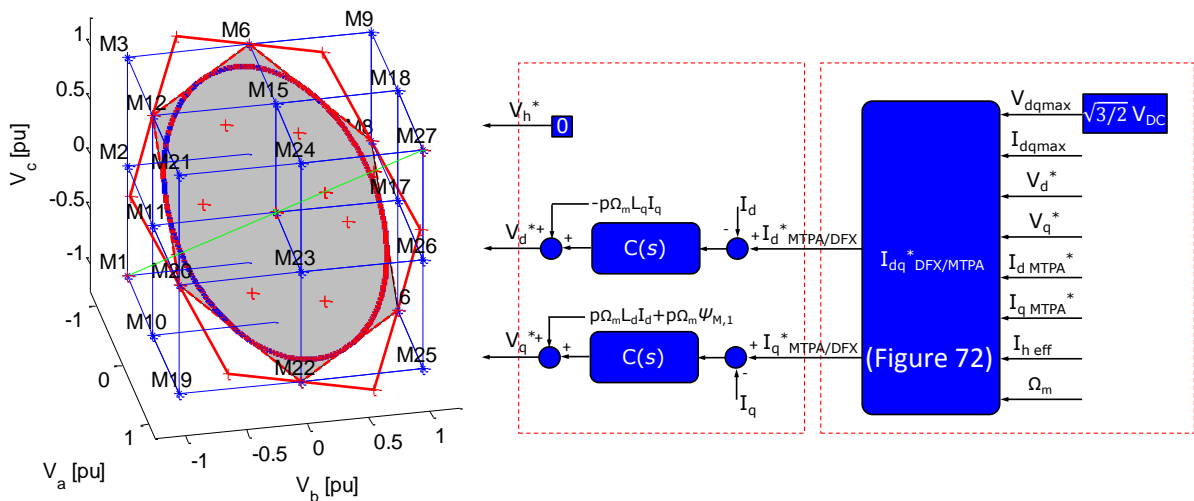 1
0.5
0
-0.5
-1
V_c [pu]
-1
0
1
V_a [pu]
-1
-0.5
0
0.5
1
V_b [pu]
M3
M6
M9
M12
M15
M18
M8
M27
M2
M21
M24
M17
M11
M26
M1
M20
M23
6
M10
M25
M19
M22
V_h*
0
-pΩ_mL_qI_q
V_d*
+
+
C(s)
I_d
-
+
I_d*_MTPA/DFX
pΩ_mL_dI_d+pΩ_mΨ_M,1
V_q*
+
+
C(s)
+
I_q*_MTPA/DFX
-
I_q
I_dq*_DFX/MTPA
(Figure 72)
V_dqmax
√3/2 V_DC
I_dqmax
V_d*
V_q*
I_d MTPA*
I_q MTPA*
I_h eff
Ω_m